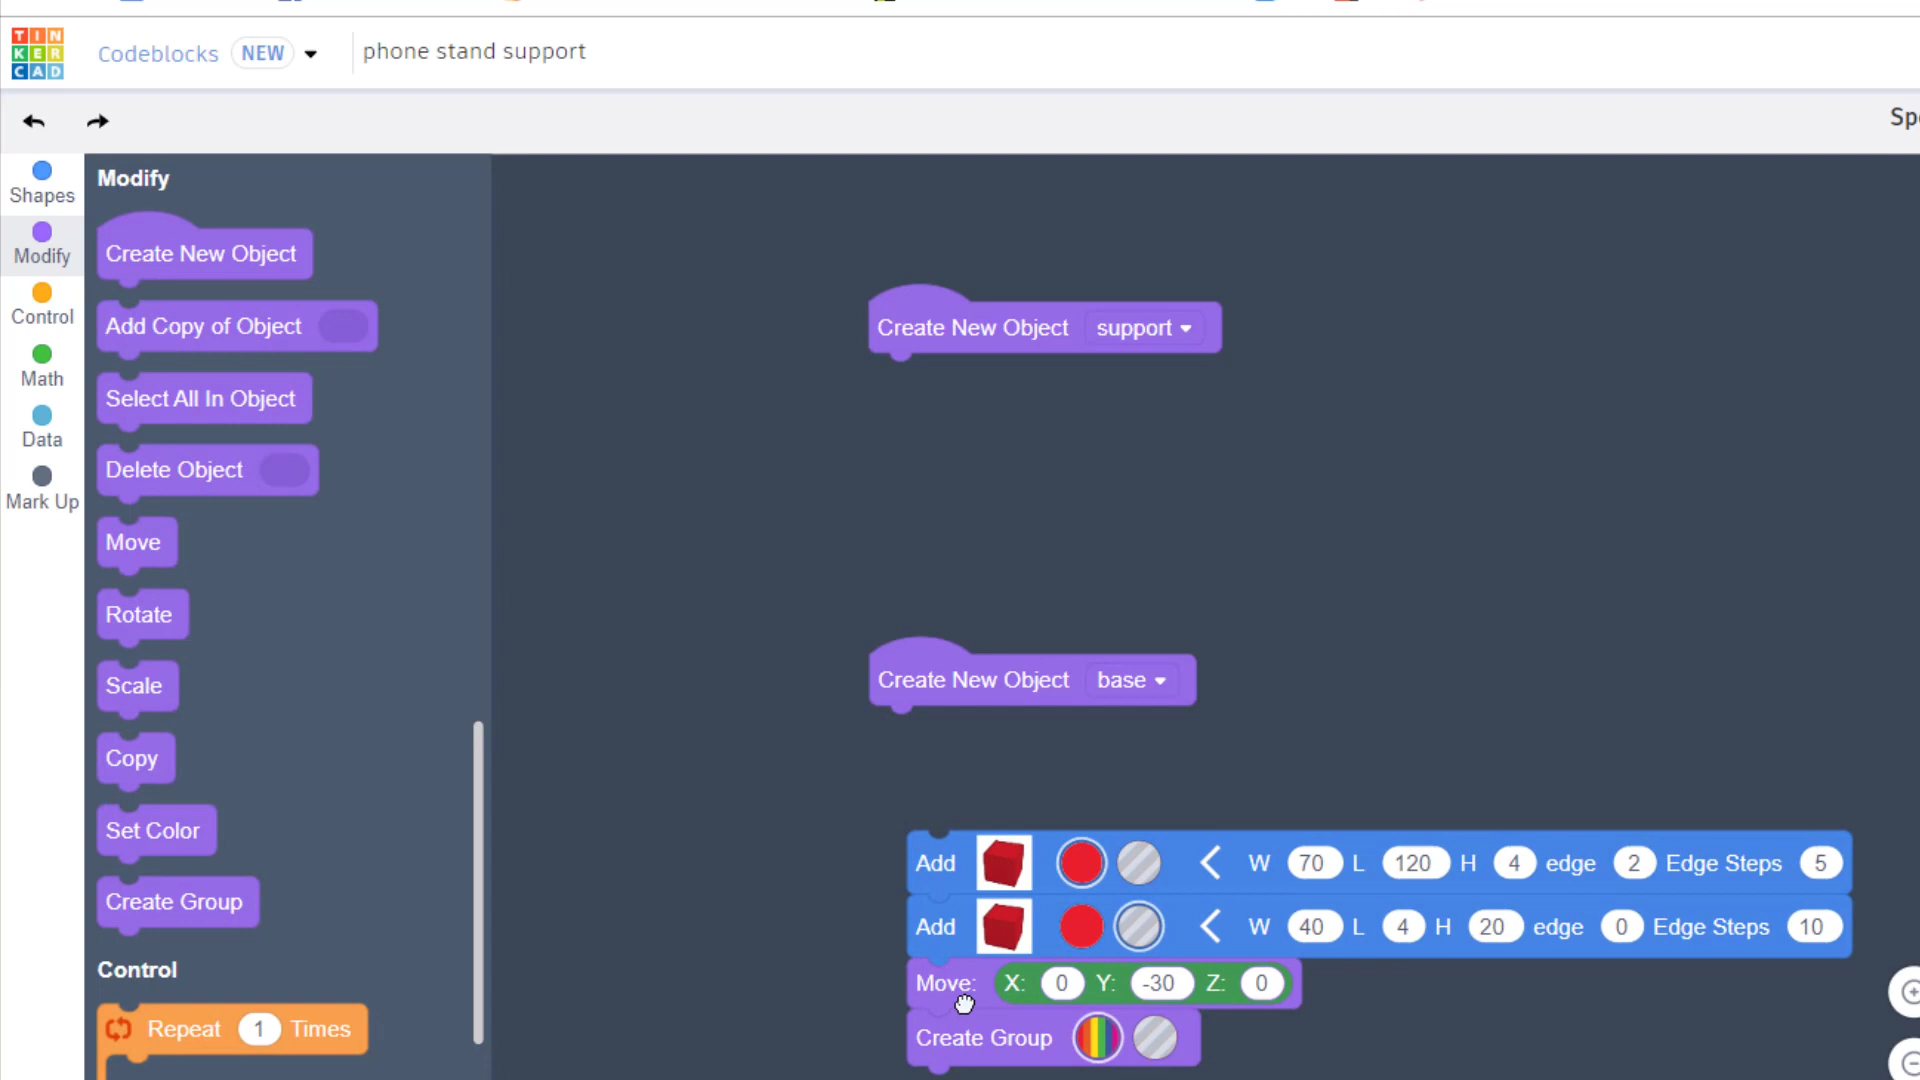 TIN
KER
CAD
Codeblocks NEW
phone stand support
Shapes
Modify
Control
Math
Data
Mark Up
Modify
Create New Object
Add Copy of Object
Select All In Object
Delete Object
Move
Rotate
Scale
Copy
Set Color
Create Group
Control
Repeat 1 Times
Create New Object support
Create New Object base
Add W 70 L 120 H 4 edge 2 Edge Steps 5
Add W 40 L 4 H 20 edge 0 Edge Steps 10
Move: X: 0 Y: -30 Z: 0
Create Group